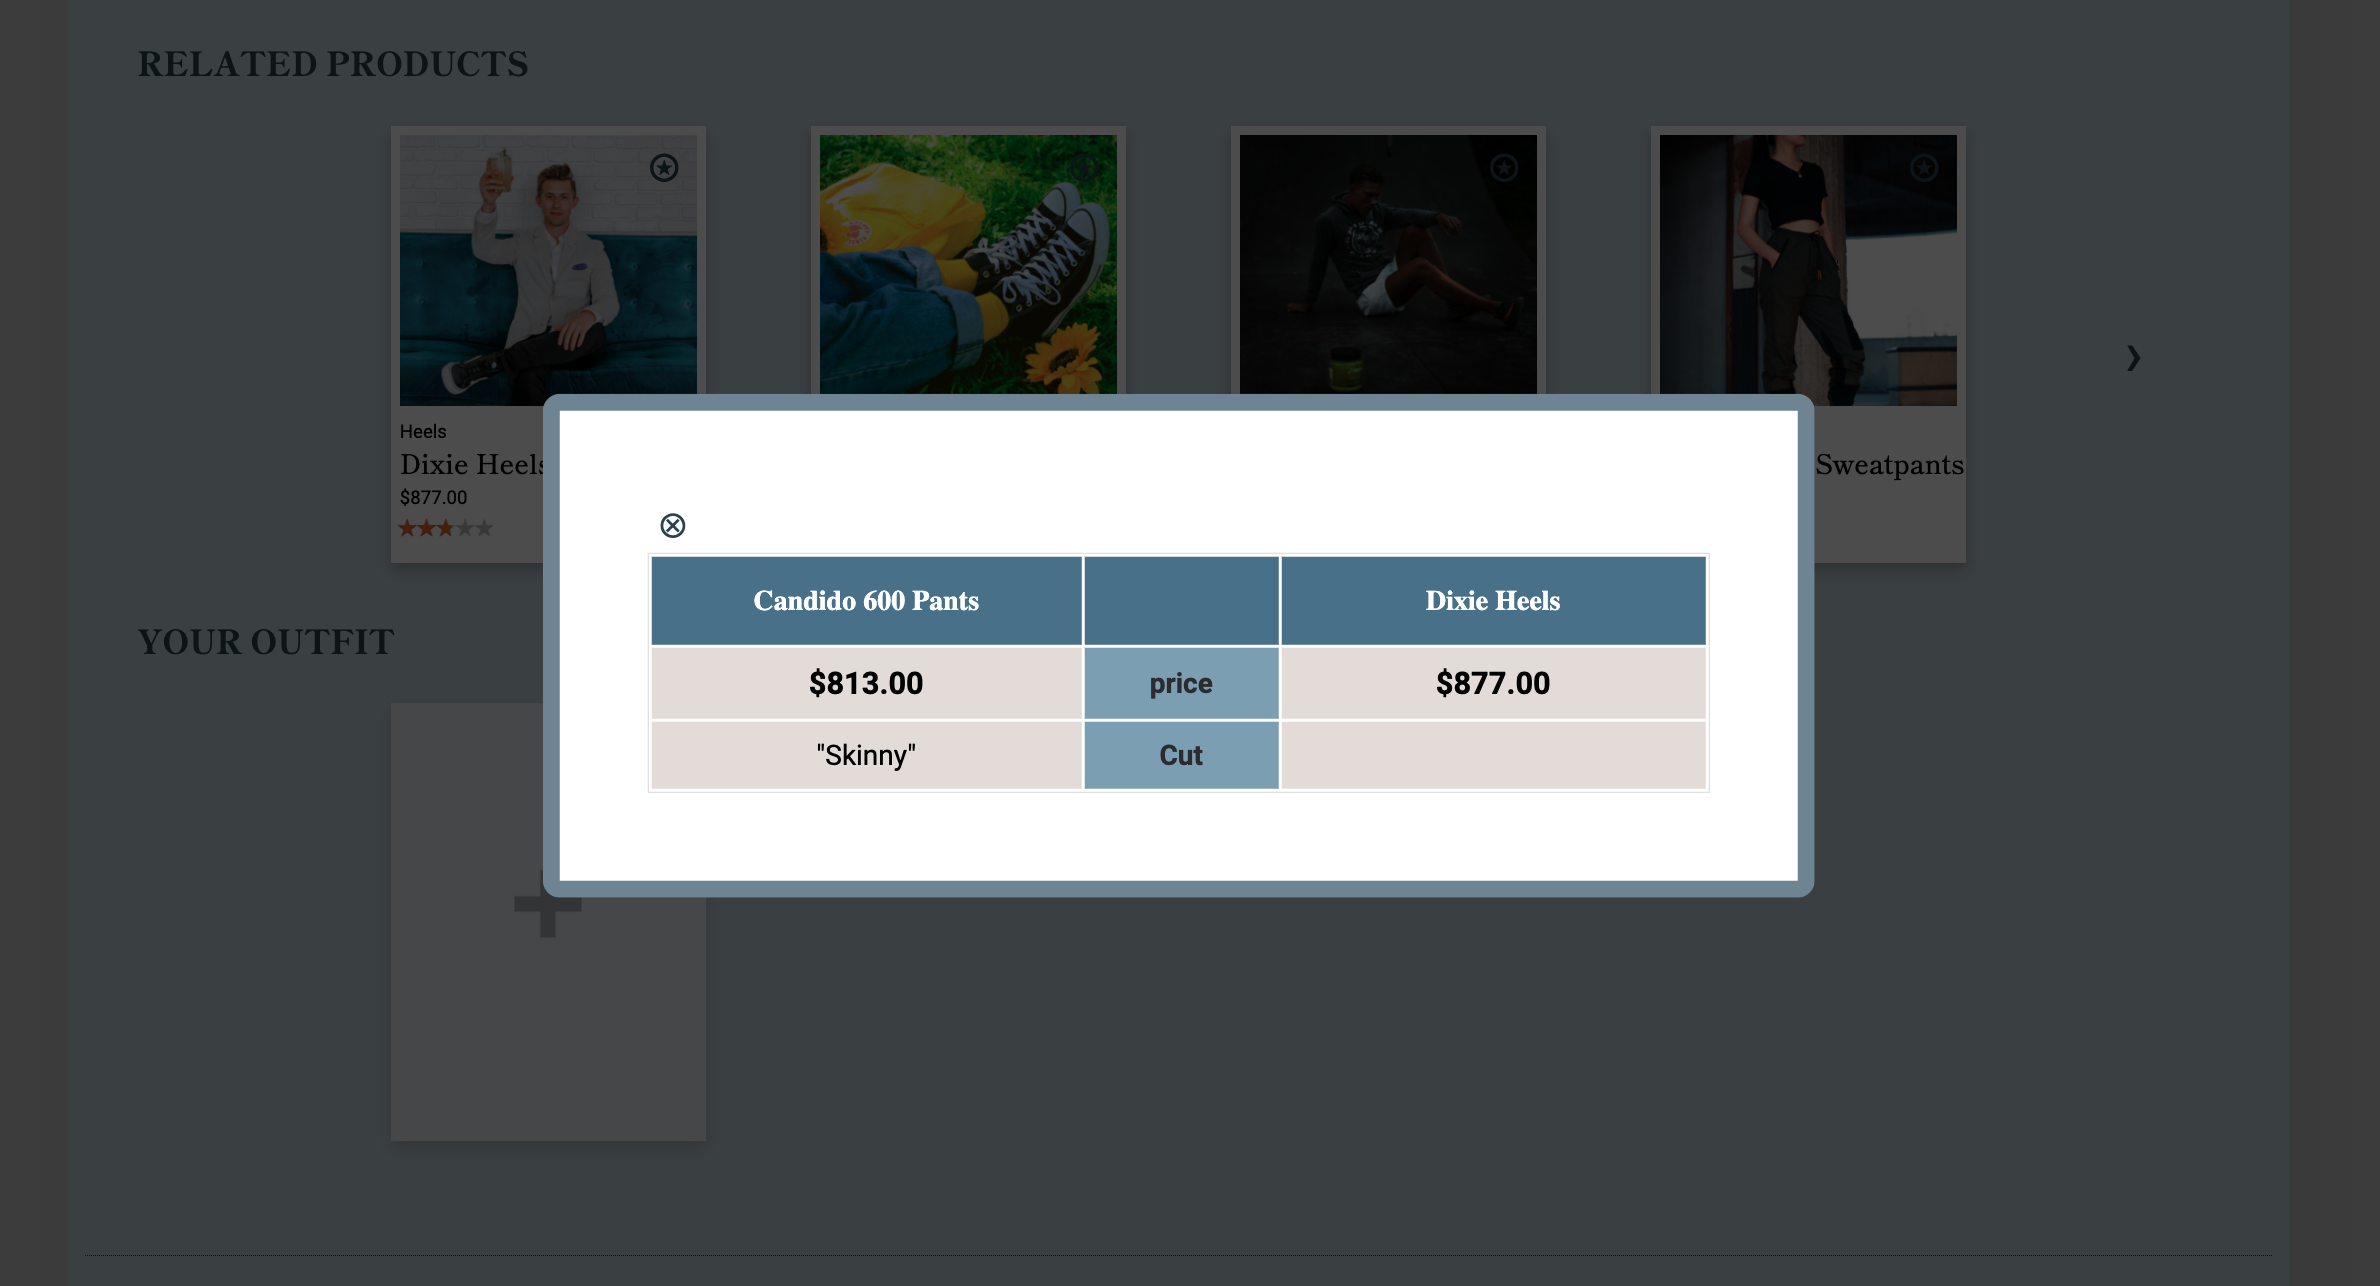 RELATED PRODUCTS
Heels
Dixie Heels
$877.00
Sweatpants
Candido 600 Pants
Dixie Heels
$813.00
price
$877.00
"Skinny"
Cut
YOUR OUTFIT